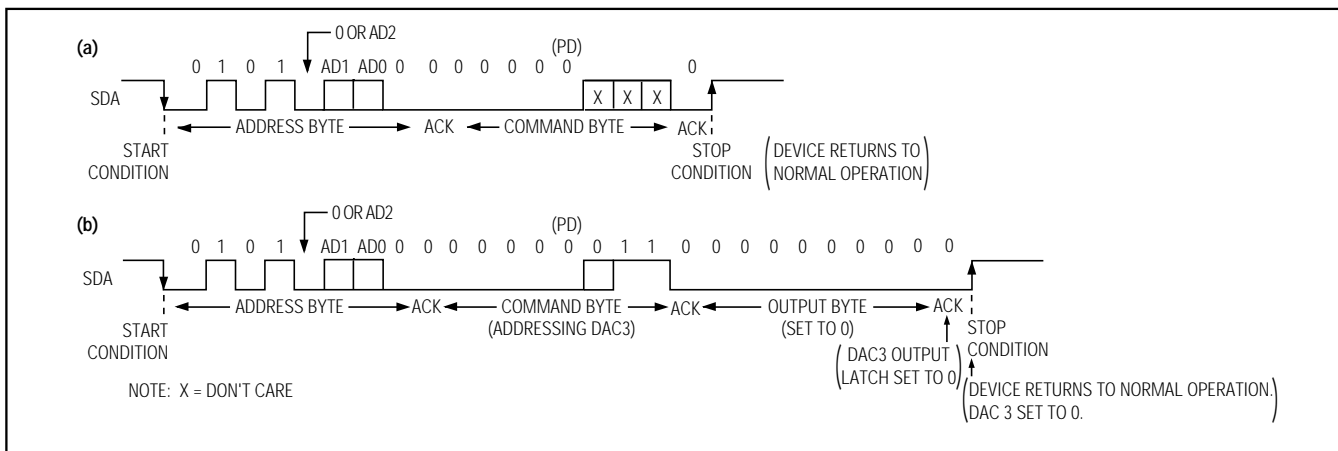 (a)
0 OR AD2
(PD)
0 1 0 1 AD1 AD0 0 0 0 0 0 0 0 0
SDA
X X X
ADDRESS BYTE ACK COMMAND BYTE ACK
START CONDITION
STOP CONDITION
(DEVICE RETURNS TO NORMAL OPERATION)
(b)
0 OR AD2
(PD)
0 1 0 1 AD1 AD0 0 0 0 0 0 0 0 0 1 1 0 0 0 0 0 0 0 0 0 0
SDA
ADDRESS BYTE ACK COMMAND BYTE ACK OUTPUT BYTE ACK
(ADDRESSING DAC3) (SET TO 0)
START CONDITION
STOP CONDITION
(DAC3 OUTPUT LATCH SET TO 0)
NOTE: X = DON'T CARE
(DEVICE RETURNS TO NORMAL OPERATION. DAC 3 SET TO 0.)